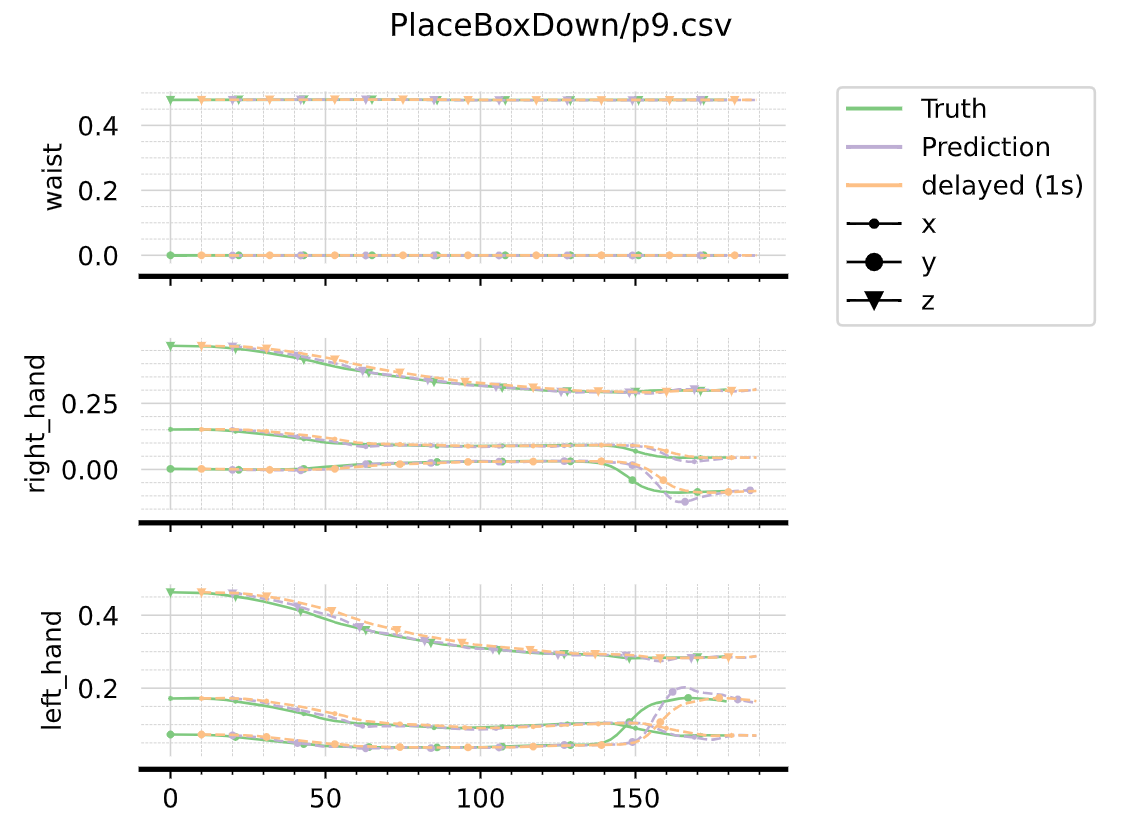 PlaceBoxDown/p9.csv
waist
0.4
0.2
0.0
Truth
Prediction
delayed (1s)
x
y
z
right_hand
0.25
0.00
left_hand
0.4
0.2
0 50 100 150